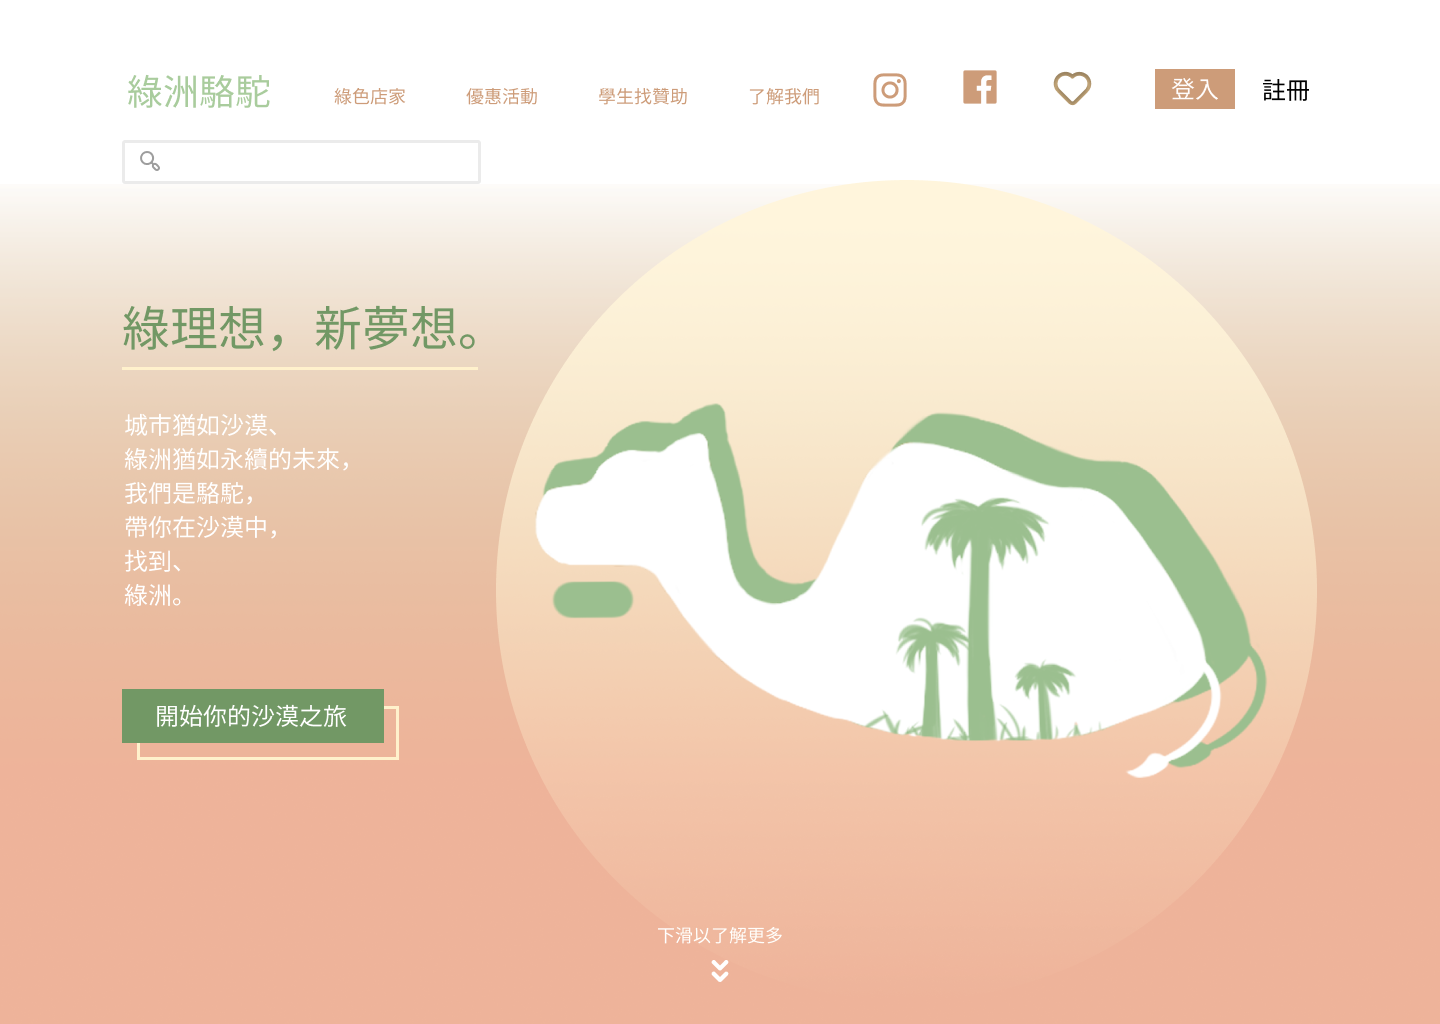 綠洲駱駝
綠色店家
優惠活動
學生找贊助
了解我們
登入
註冊
綠理想，新夢想。
城市猶如沙漠、
綠洲猶如永續的未來，
我們是駱駝，
帶你在沙漠中，
找到、
綠洲。
開始你的沙漠之旅
下滑以了解更多